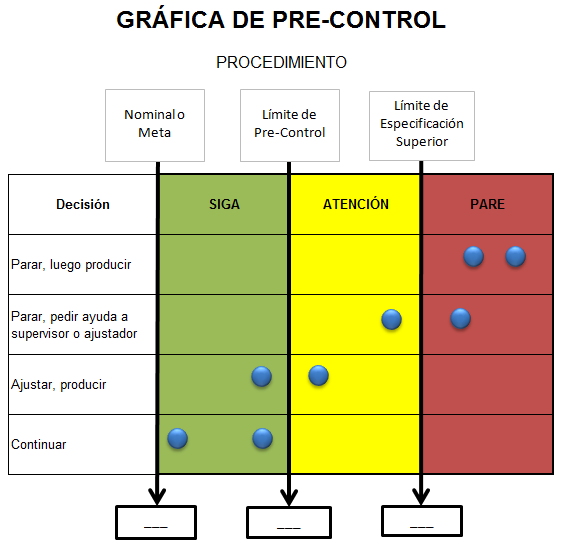 GRÁFICA DE PRE-CONTROL
PROCEDIMIENTO
Nominal o
Meta
Límite de
Pre-Control
Límite de
Especificación
Superior
Decisión
SIGA
ATENCIÓN
PARE
Parar, luego producir
Parar, pedir ayuda a
supervisor o ajustador
Ajustar, producir
Continuar
___
___
___